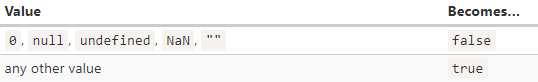 Value Becomes...
0, null, undefined, NaN, "" false
any other value true